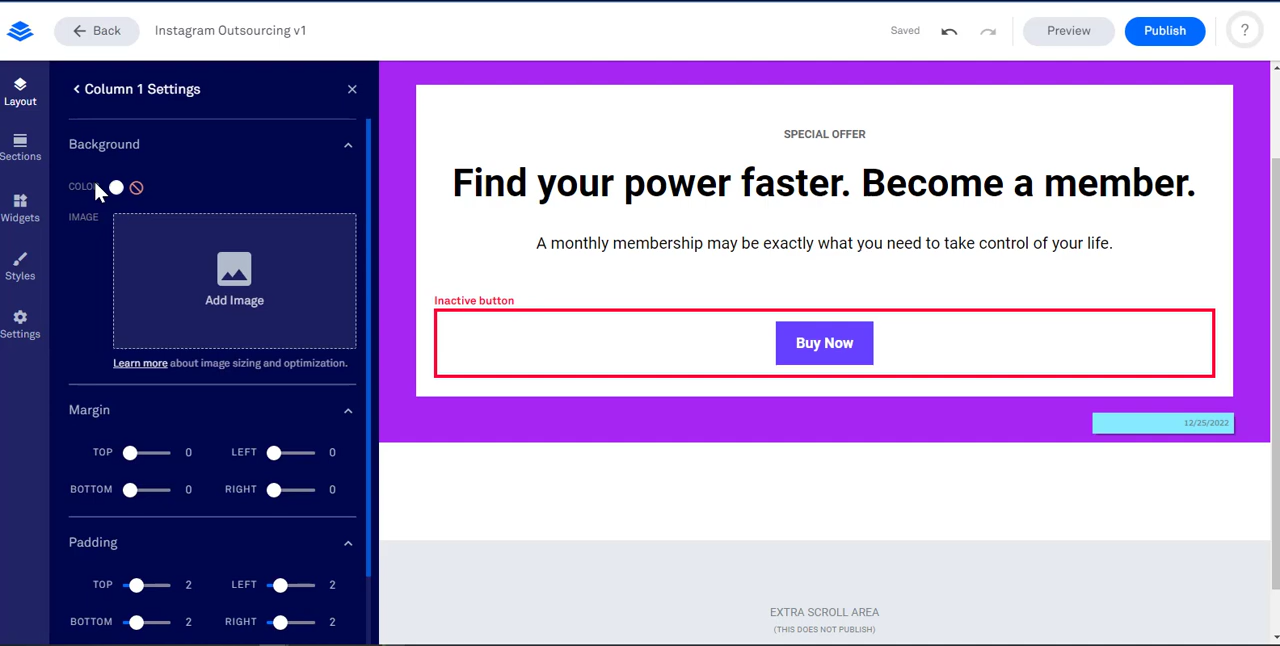 Back
Instagram Outsourcing v1
Saved
Preview
Publish
?
Layout
Sections
Widgets
Styles
Settings
Column 1 Settings
Background
COLOR
IMAGE
Add Image
Learn more about image sizing and optimization.
Margin
TOP 0 LEFT 0
BOTTOM 0 RIGHT 0
Padding
TOP 2 LEFT 2
BOTTOM 2 RIGHT 2
SPECIAL OFFER
Find your power faster. Become a member.
A monthly membership may be exactly what you need to take control of your life.
Inactive button
Buy Now
12/25/2022
EXTRA SCROLL AREA
(THIS DOES NOT PUBLISH)